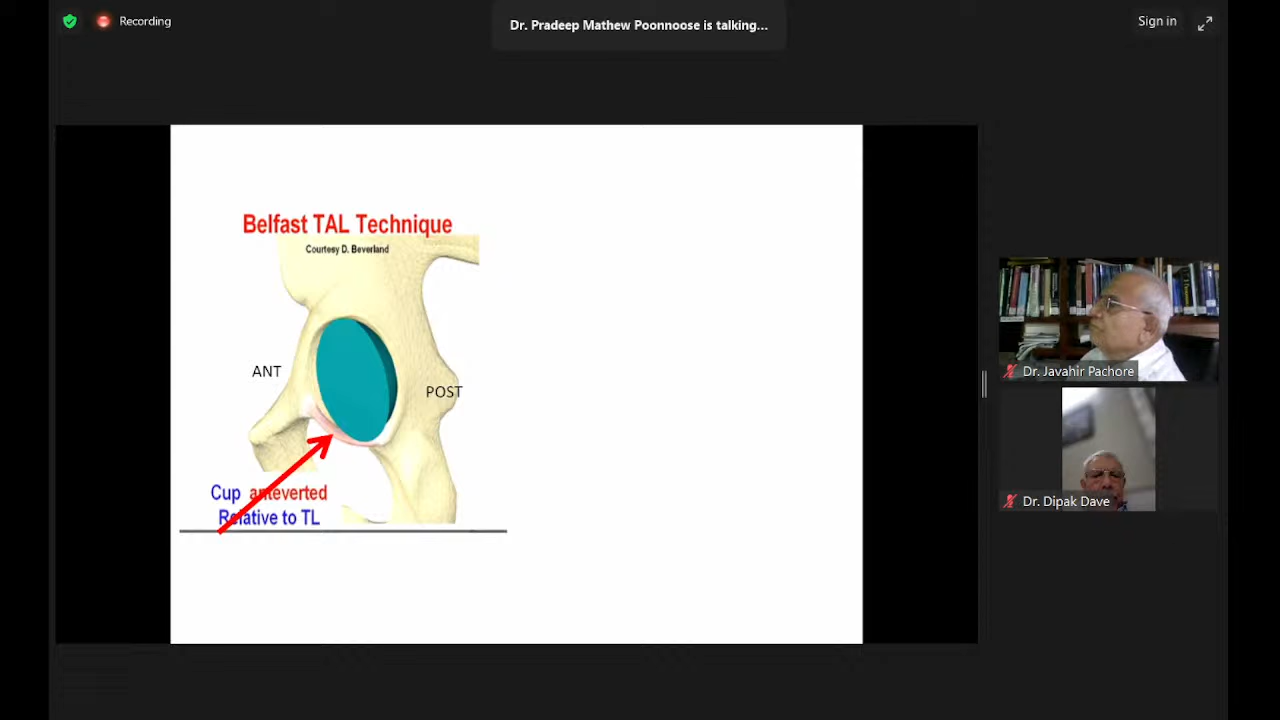 Recording
Dr. Pradeep Mathew Poonnoose is talking...
Sign in
Belfast TAL Technique
Courtesy D. Beverland
ANT
POST
Cup anteverted
Relative to TL
Dr. Javahir Pachore
Dr. Dipak Dave